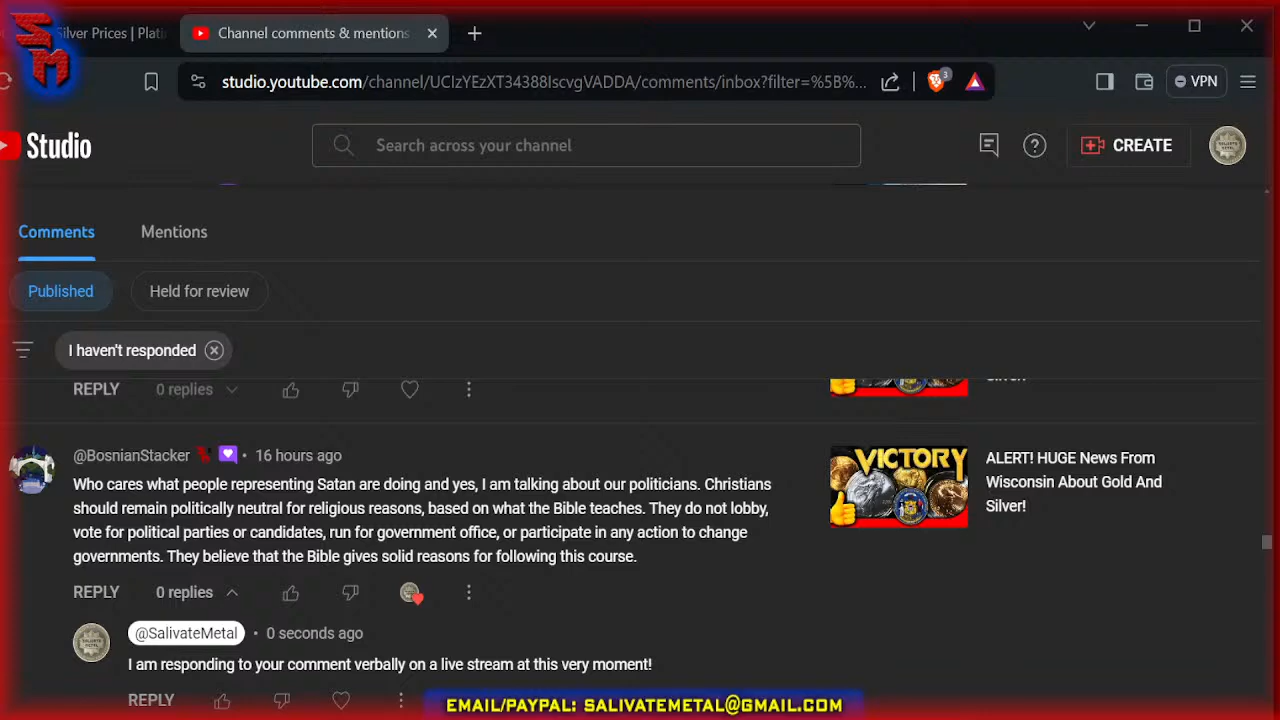 SM
Silver Prices | Plati
Channel comments & mentions
studio.youtube.com/channel/UCIzYEzXT34388IscvgVADDA/comments/inbox?filter=%5B%...
3
VPN
Studio
Search across your channel
CREATE
Comments
Mentions
Published
Held for review
I haven't responded
REPLY
0 replies
@BosnianStacker
• 16 hours ago
Who cares what people representing Satan are doing and yes, I am talking about our politicians. Christians
should remain politically neutral for religious reasons, based on what the Bible teaches. They do not lobby,
vote for political parties or candidates, run for government office, or participate in any action to change
governments. They believe that the Bible gives solid reasons for following this course.
VICTORY
ALERT! HUGE News From
Wisconsin About Gold And
Silver!
REPLY
0 replies
@SalivateMetal
• 0 seconds ago
I am responding to your comment verbally on a live stream at this very moment!
REPLY
EMAIL/PAYPAL: SALIVATEMETAL@GMAIL.COM